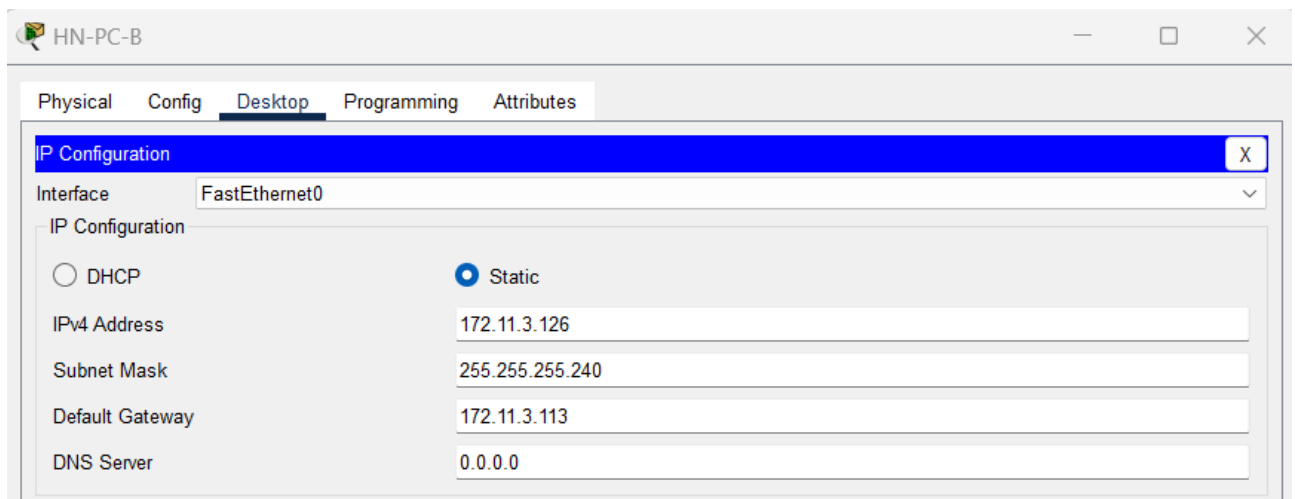 HN-PC-B
Physical Config Desktop Programming Attributes
IP Configuration X
Interface FastEthernet0
IP Configuration
DHCP Static
IPv4 Address 172.11.3.126
Subnet Mask 255.255.255.240
Default Gateway 172.11.3.113
DNS Server 0.0.0.0